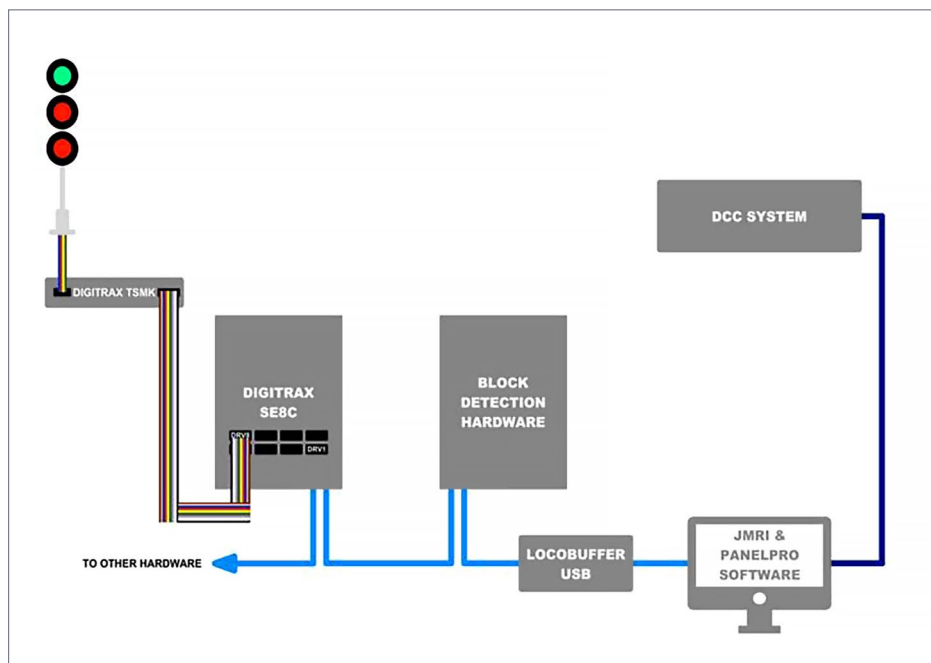 DCC SYSTEM
DIGITRAX TSMK
DIGITRAX
SE8C
DRV1
BLOCK
DETECTION
HARDWARE
TO OTHER HARDWARE
LOCOBUFFER
USB
JMRI &
PANELPRO
SOFTWARE